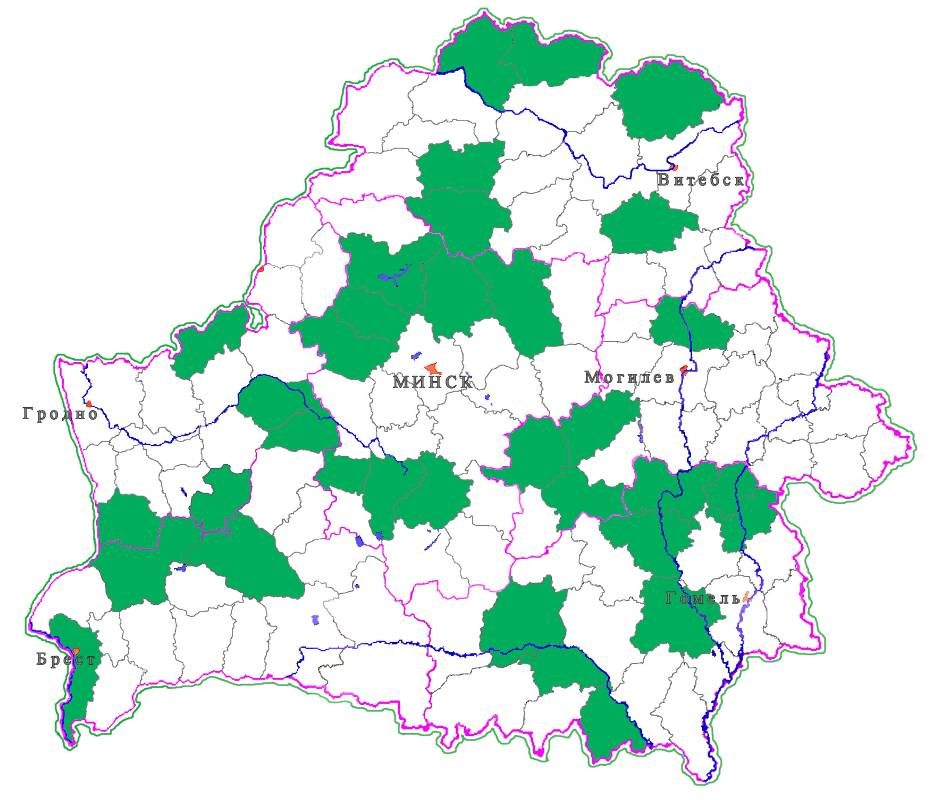 Витебск
МИНСК
Могилев
Гродно
Гомель
Брест